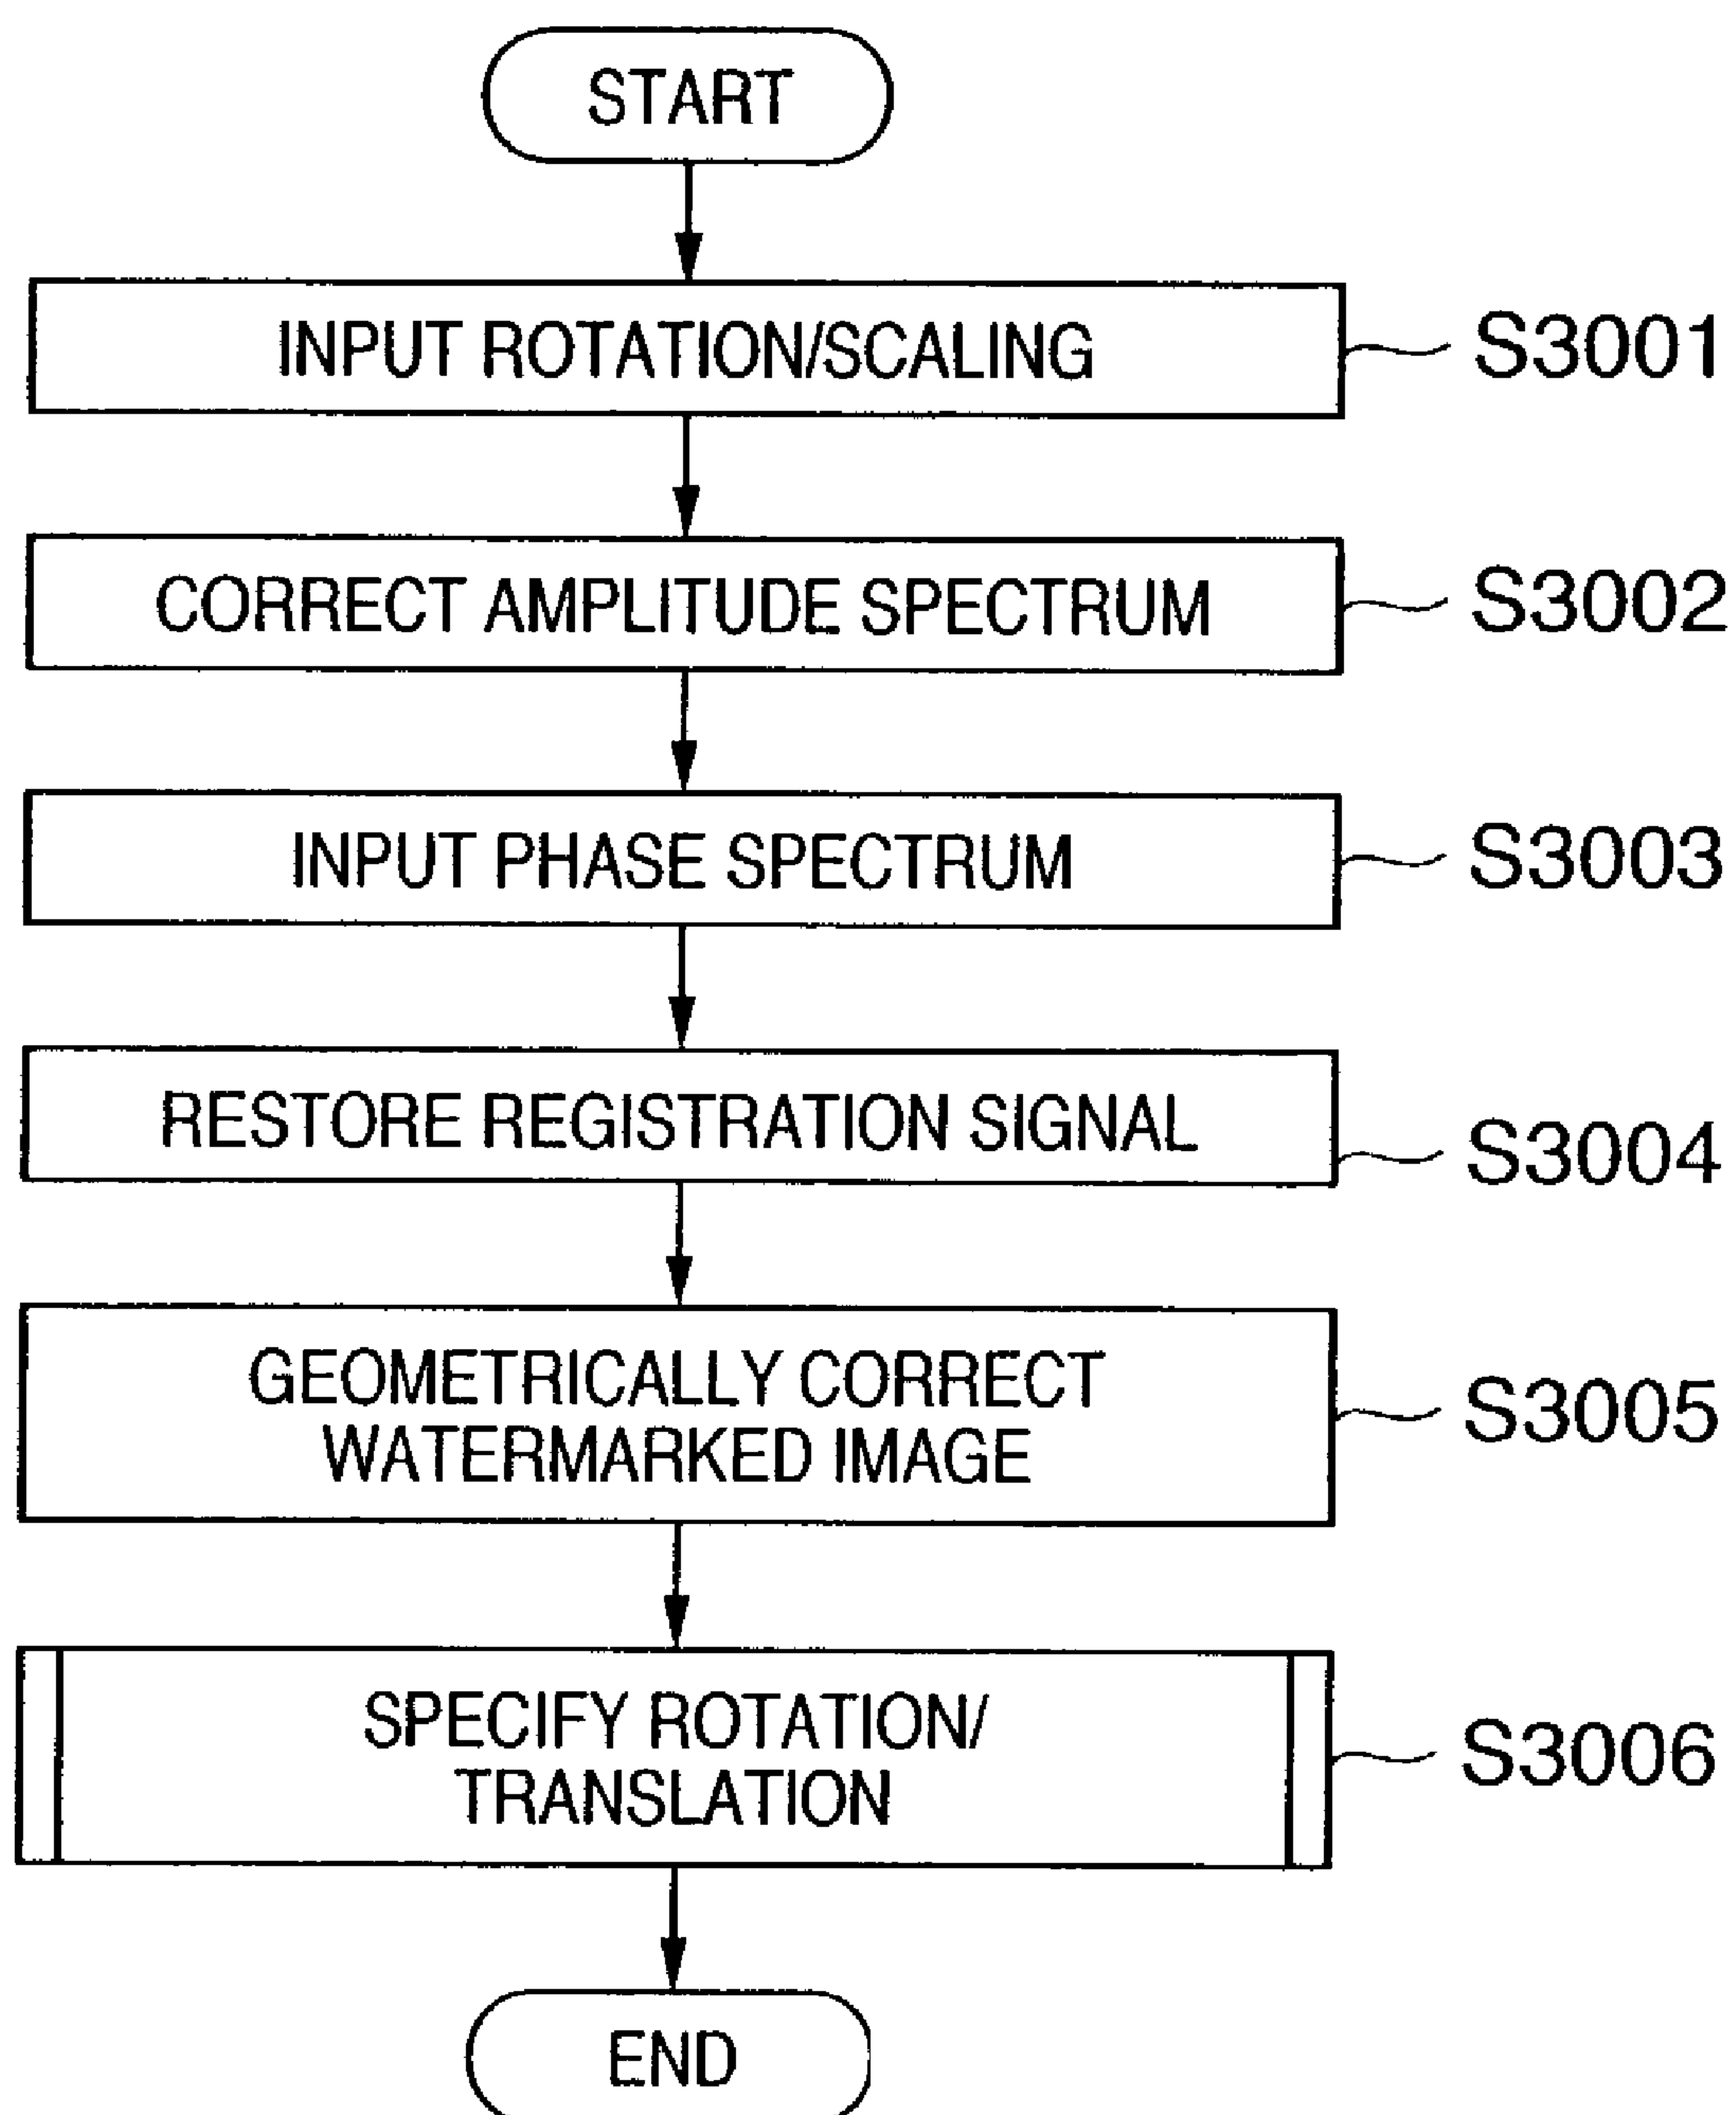 START
INPUT ROTATION/SCALING
S3001
CORRECT AMPLITUDE SPECTRUM
S3002
INPUT PHASE SPECTRUM
S3003
RESTORE REGISTRATION SIGNAL
S3004
GEOMETRICALLY CORRECT
WATERMARKED IMAGE
S3005
SPECIFY ROTATION/
TRANSLATION
S3006
END